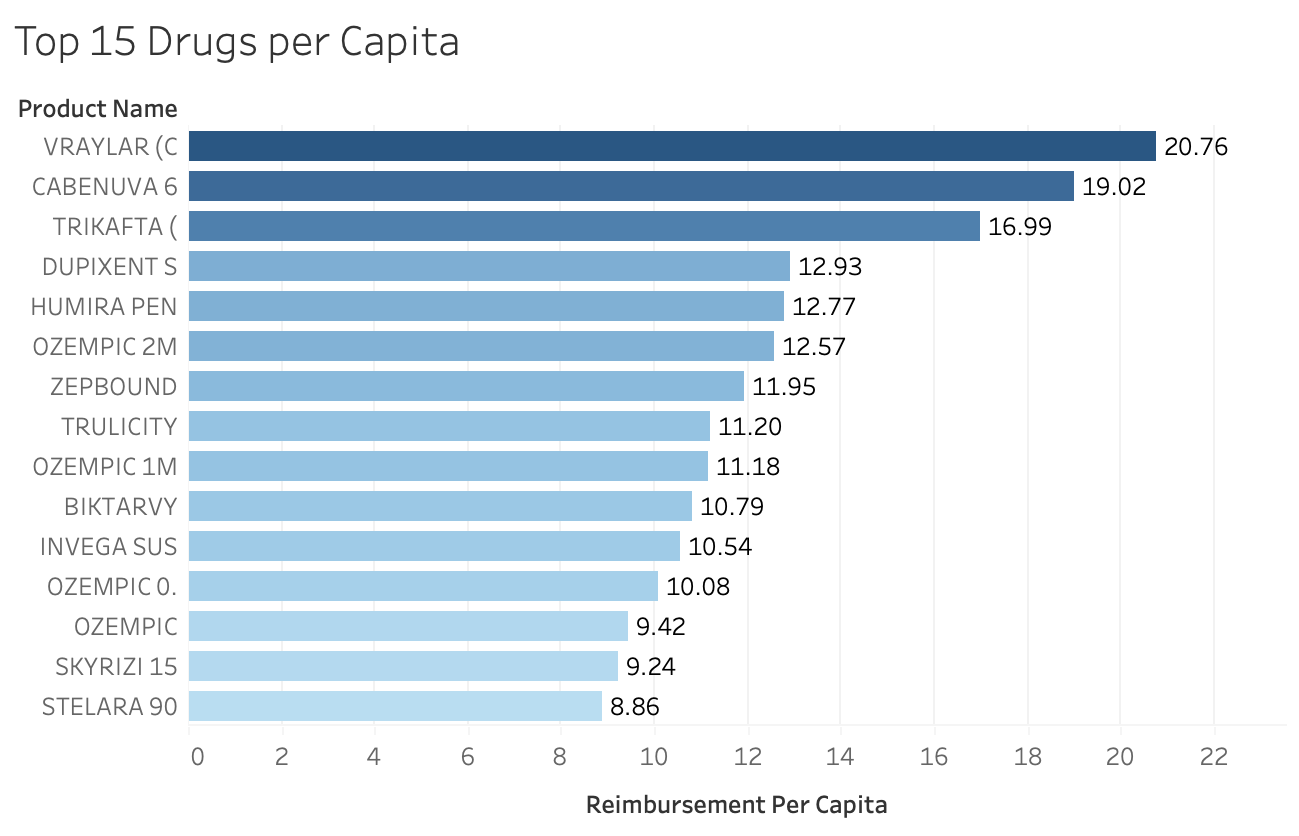 Top 15 Drugs per Capita
Product Name
VRAYLAR (C 20.76
CABENUVA 6 19.02
TRIKAFTA ( 16.99
DUPIXENT S 12.93
HUMIRA PEN 12.77
OZEMPIC 2M 12.57
ZEPBOUND 11.95
TRULICITY 11.20
OZEMPIC 1M 11.18
BIKTARVY 10.79
INVEGA SUS 10.54
OZEMPIC 0. 10.08
OZEMPIC 9.42
SKYRIZI 15 9.24
STELARA 90 8.86
0 2 4 6 8 10 12 14 16 18 20 22
Reimbursement Per Capita